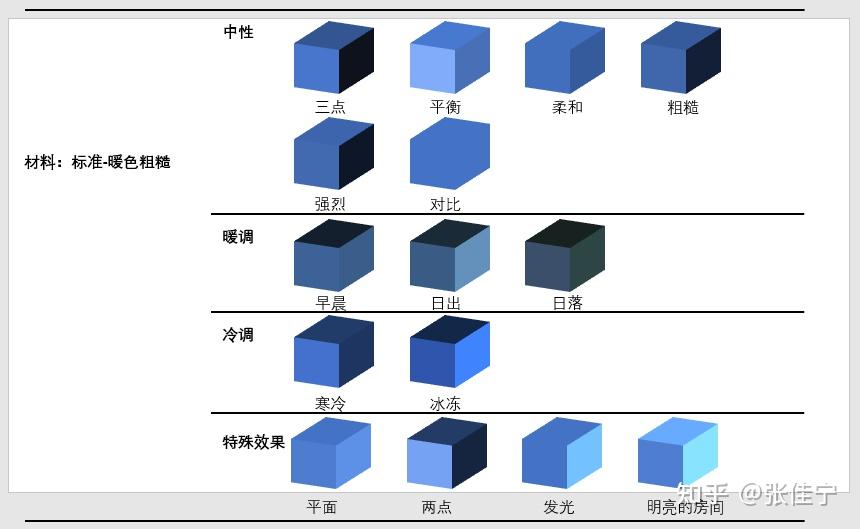 中性
三点 平衡 柔和 粗糙
材料：标准-暖色粗糙
强烈 对比
暖调
早晨 日出 日落
冷调
寒冷 冰冻
特殊效果
平面 两点 发光 明亮的房间
知乎 @张佳宁